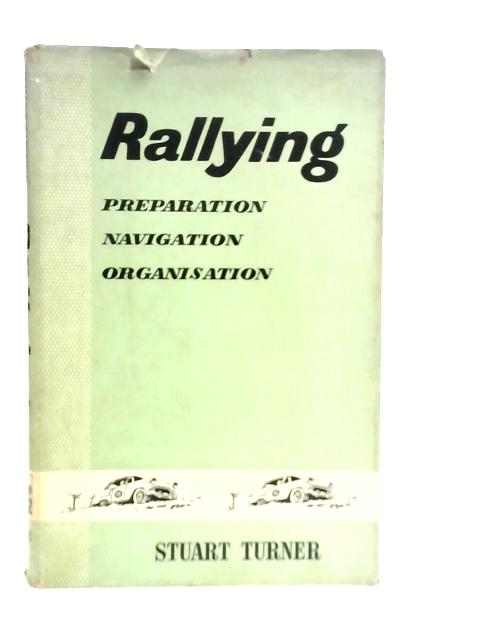 Rallying
PREPARATION
NAVIGATION
ORGANISATION
STUART TURNER